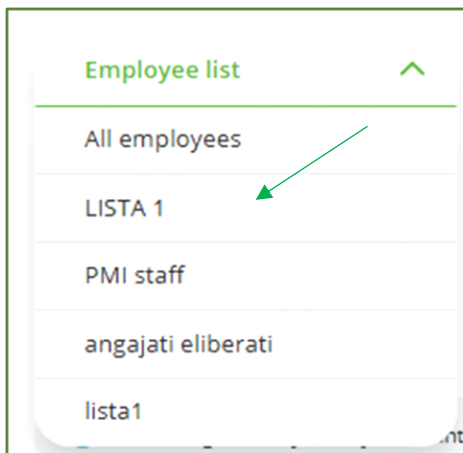 Employee list
All employees
LISTA 1
PMI staff
angajati eliberati
lista1